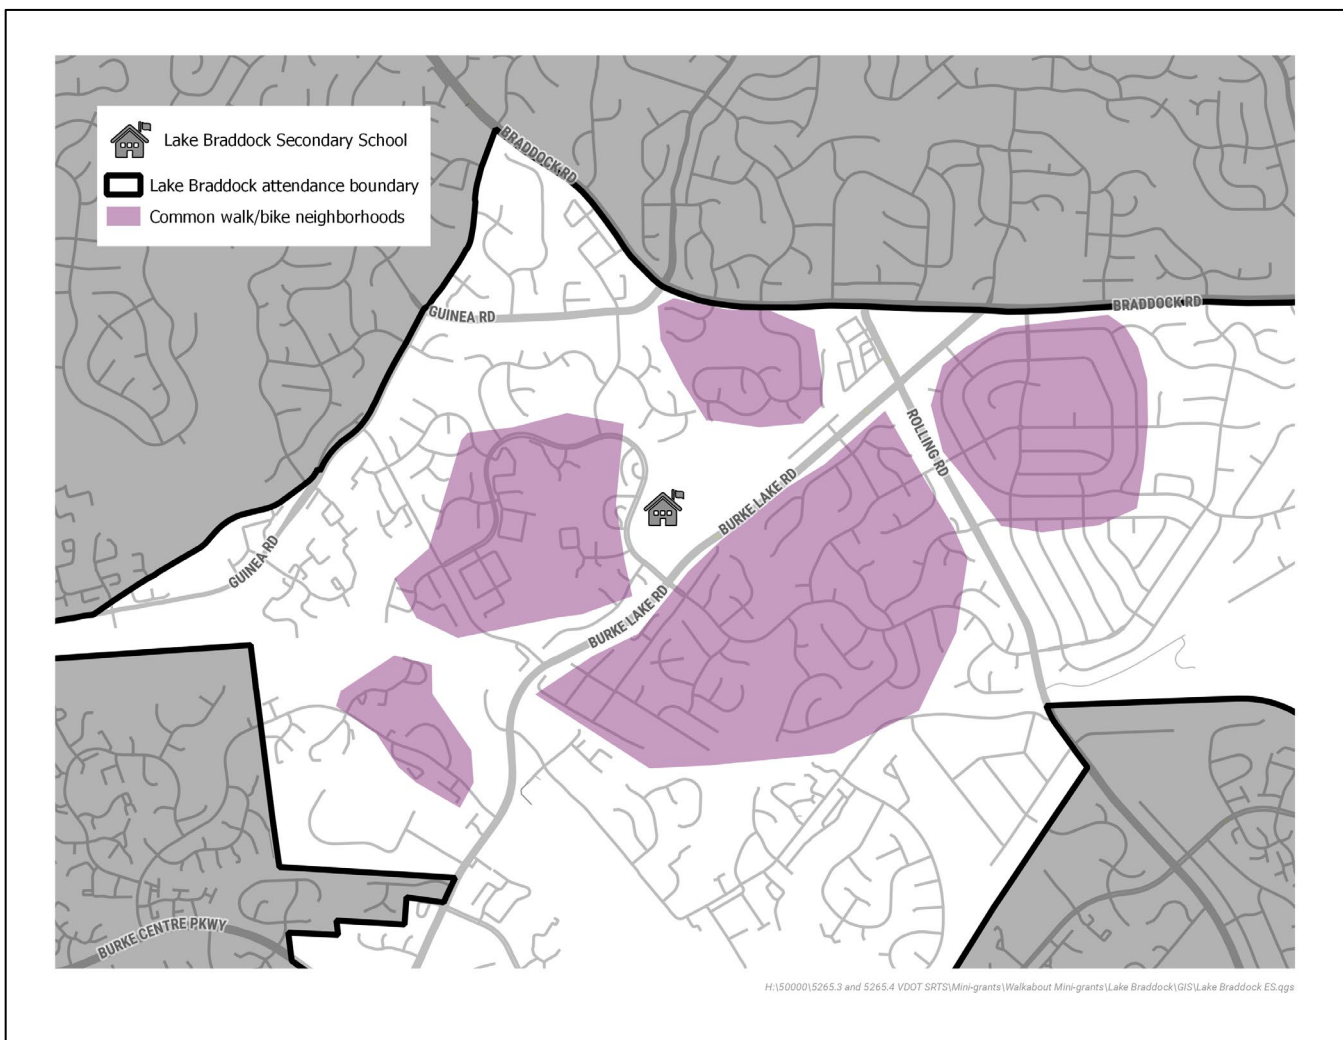 Lake Braddock Secondary School
Lake Braddock attendance boundary
Common walk/bike neighborhoods
BRADDOCK RD
GUINEA RD
BRADDOCK RD
ROLLING RD
BURKE LAKE RD
GUINEA RD
BURKE LAKE RD
BURKE CENTRE PKWY
H:\50000\5265.3 and 5265.4 VDOT SRTS\Mini-grants\Walkabout Mini-grants\Lake Braddock\GIS\Lake Braddock ES.qgs